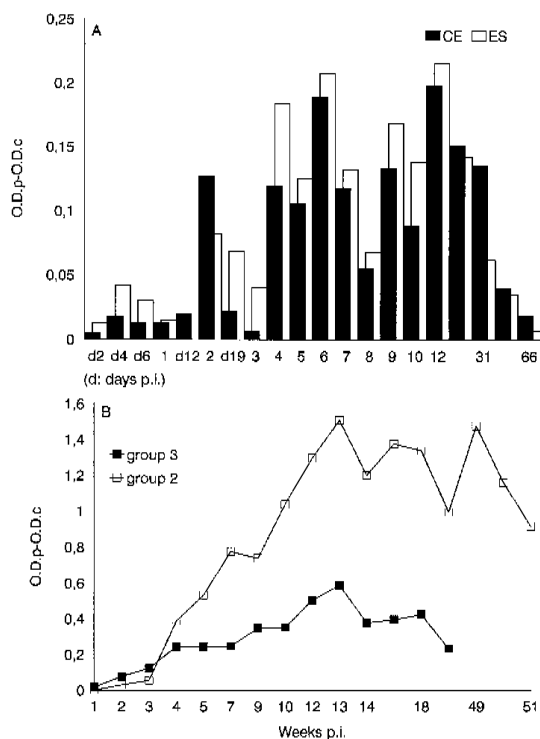 0,25
A
CE ES
0,2
0,15
O.D.p-O.D.c
0,1
0,05
0
d2 d4 d6 1 d12 2 d19 3 4 5 6 7 8 9 10 12 31 66
(d: days p.i.)
1,6
B
1,4
group 3
group 2
1,2
1
O.D.p-O.D.c
0,8
0,6
0,4
0,2
0
1 2 3 4 5 7 9 10 12 13 14 18 49 51
Weeks p.i.